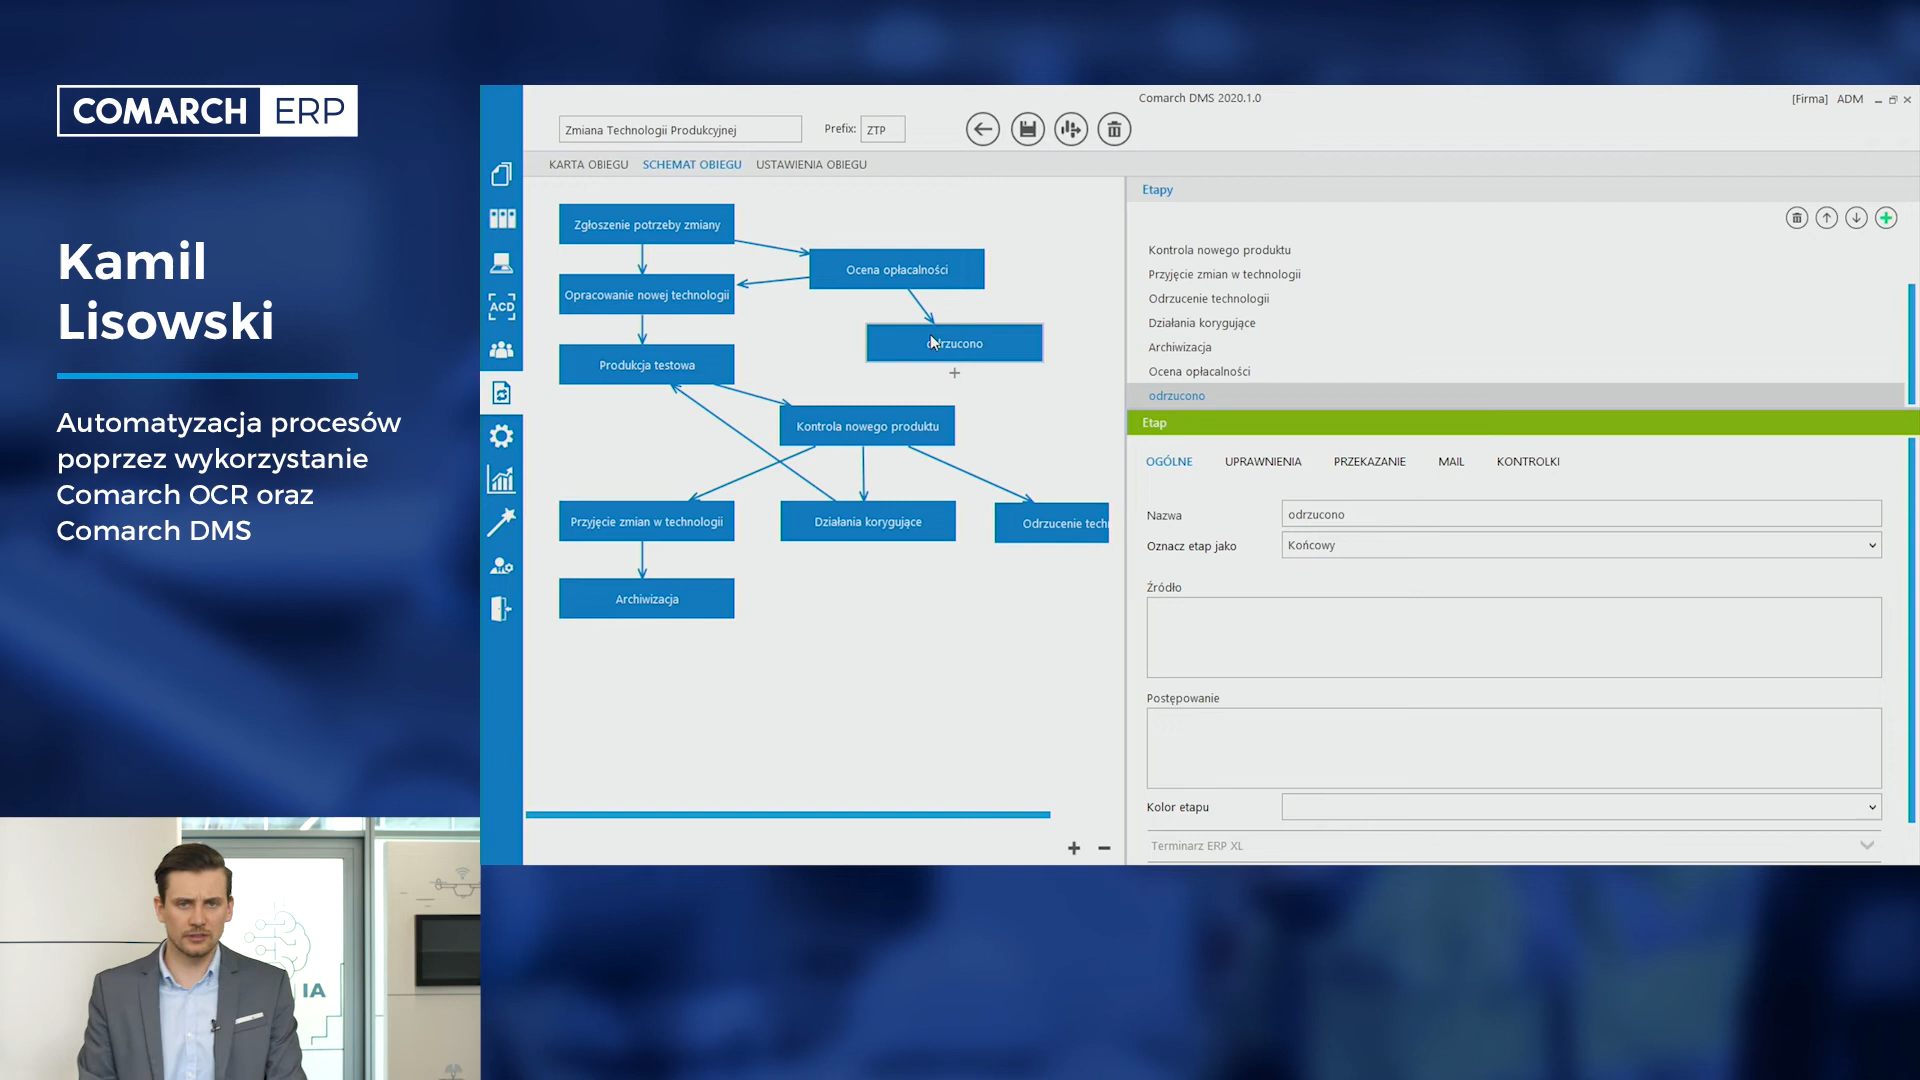 COMARCH ERP
Kamil
Lisowski
Automatyzacja procesów
poprzez wykorzystanie
Comarch OCR oraz
Comarch DMS
Comarch DMS 2020.1.0
[Firma] ADM
Zmiana Technologii Produkcyjnej
Prefix: ZTP
KARTA OBIEGU SCHEMAT OBIEGU USTAWIENIA OBIEGU
ACD
Zgłoszenie potrzeby zmiany
Ocena opłacalności
Opracowanie nowej technologii
odrzucono
Produkcja testowa
Kontrola nowego produktu
Przyjęcie zmian w technologii
Działania korygujące
Odrzucenie tech
Archiwizacja
Etapy
Kontrola nowego produktu
Przyjęcie zmian w technologii
Odrzucenie technologii
Działania korygujące
Archiwizacja
Ocena opłacalności
odrzucono
Etap
OGÓLNE UPRAWNIENIA PRZEKAZANIE MAIL KONTROLKI
Nazwa odrzucono
Oznacz etap jako Końcowy
Źródło
Postępowanie
Kolor etapu
Terminarz ERP XL
IA